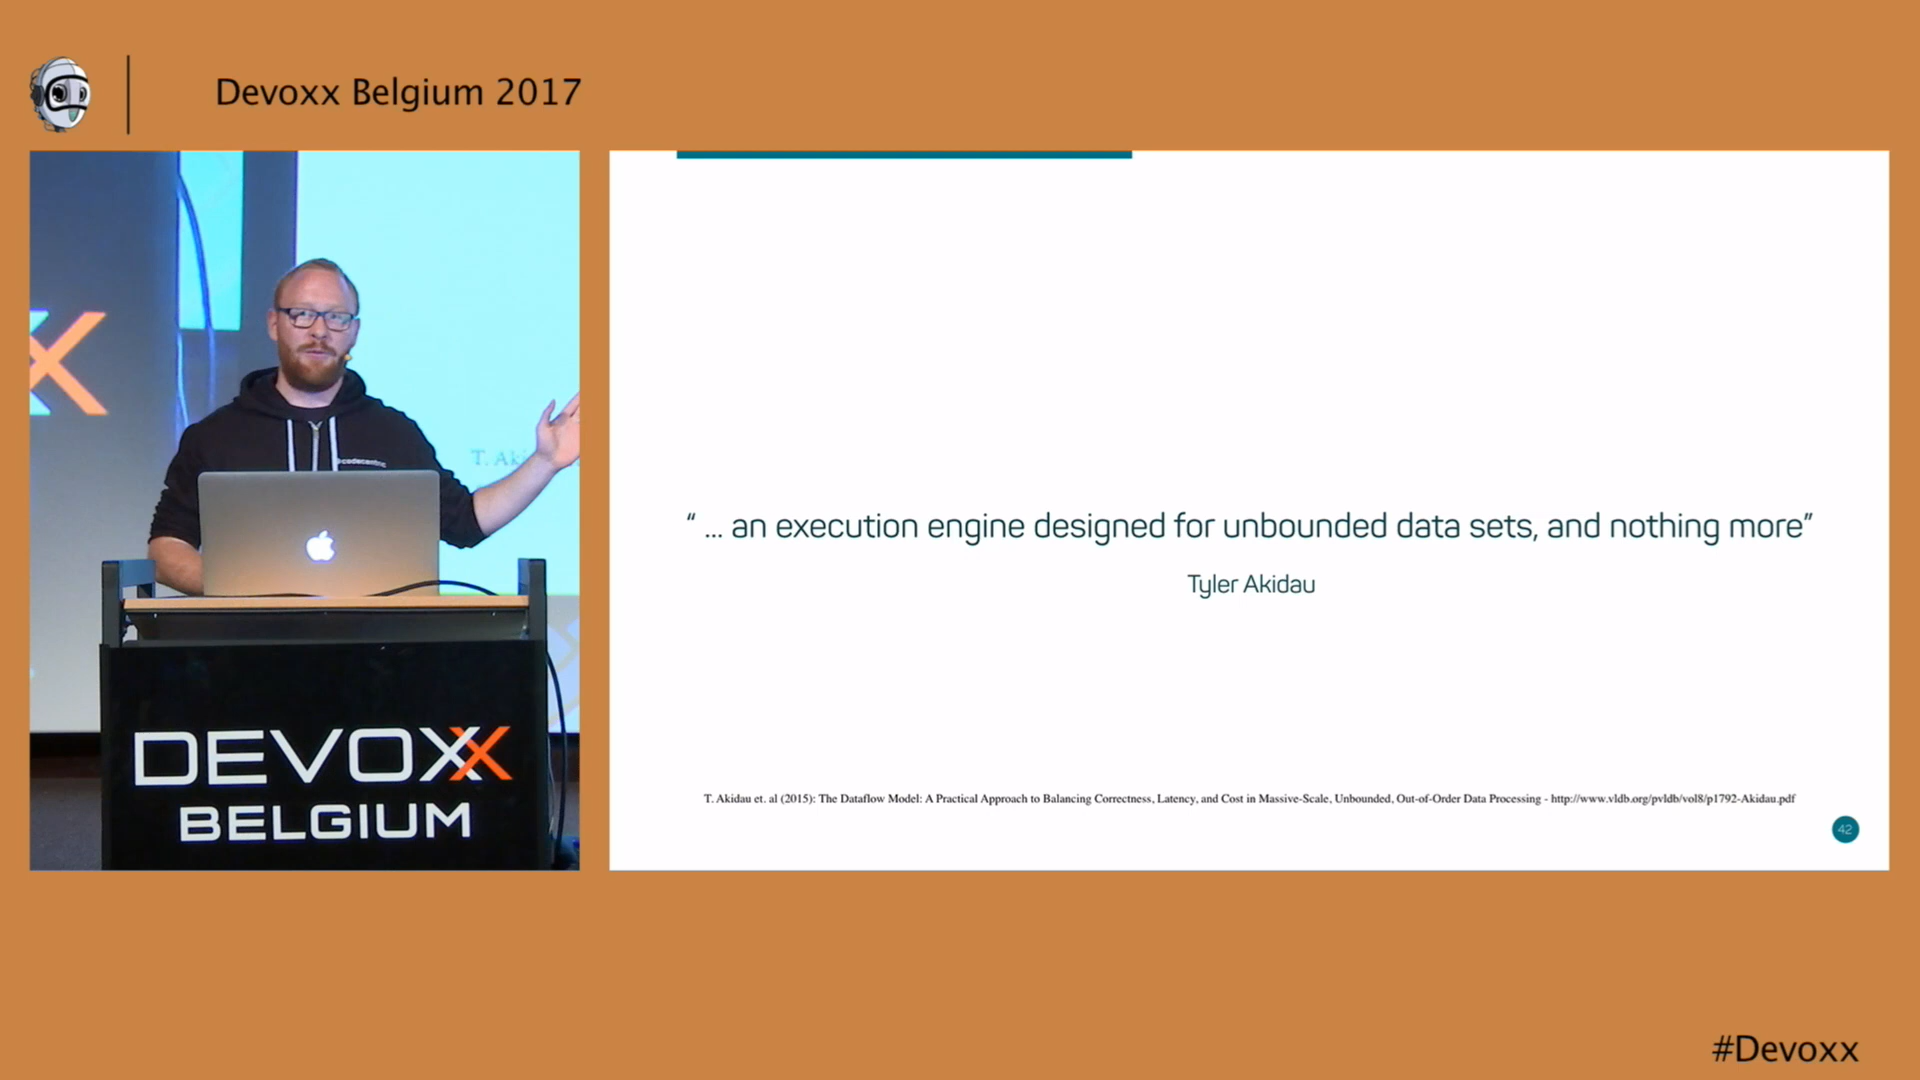 Devoxx Belgium 2017
T. Aki
codecentric
DEVOXX
BELGIUM
“ ... an execution engine designed for unbounded data sets, and nothing more”
Tyler Akidau
T. Akidau et. al (2015): The Dataflow Model: A Practical Approach to Balancing Correctness, Latency, and Cost in Massive-Scale, Unbounded, Out-of-Order Data Processing - http://www.vldb.org/pvldb/vol8/p1792-Akidau.pdf
42
#Devoxx